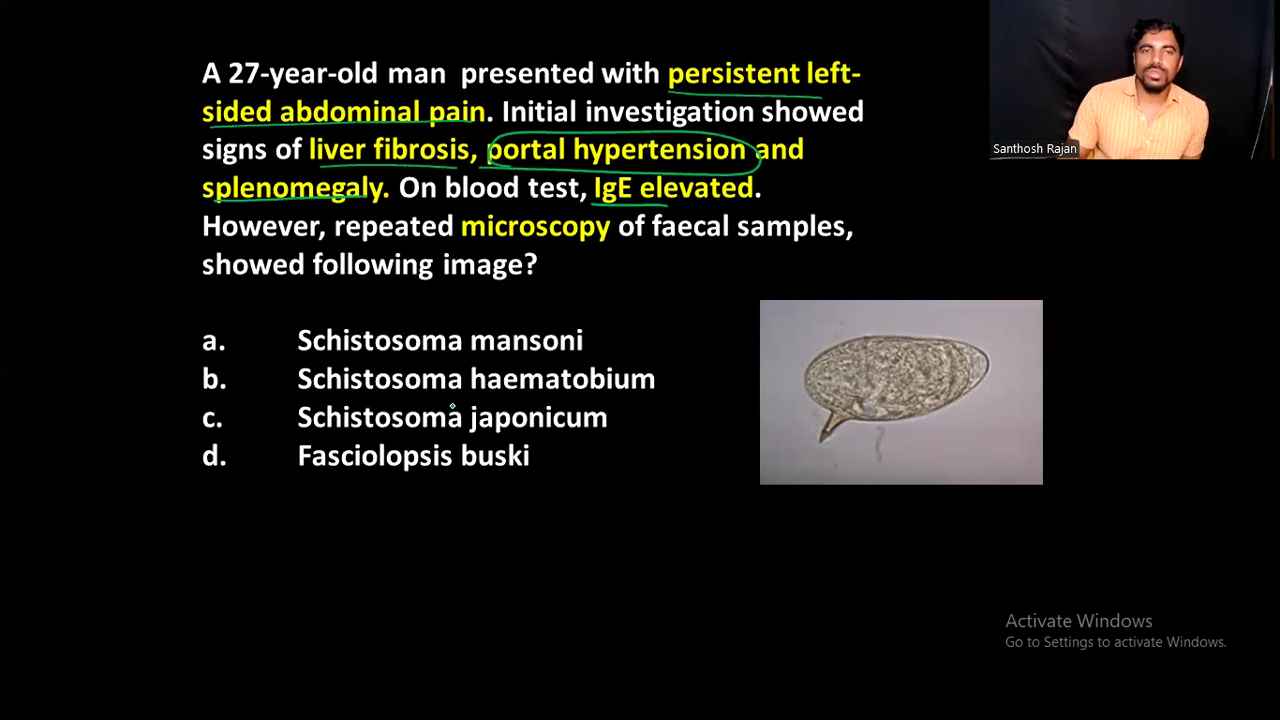 A 27-year-old man presented with persistent left-
sided abdominal pain. Initial investigation showed
signs of liver fibrosis, portal hypertension and
splenomegaly. On blood test, IgE elevated.
However, repeated microscopy of faecal samples,
showed following image?
a. Schistosoma mansoni
b. Schistosoma haematobium
c. Schistosoma japonicum
d. Fasciolopsis buski
Santhosh Rajan
Activate Windows
Go to Settings to activate Windows.